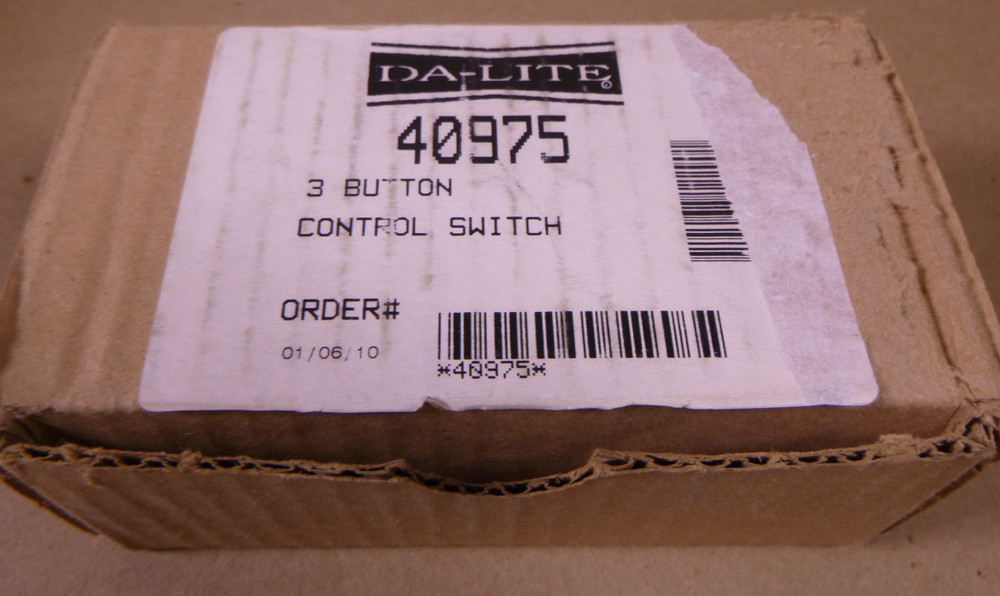 DA-LITE®
40975
3 BUTTON
CONTROL SWITCH
ORDER#
01/06/10
*40975*